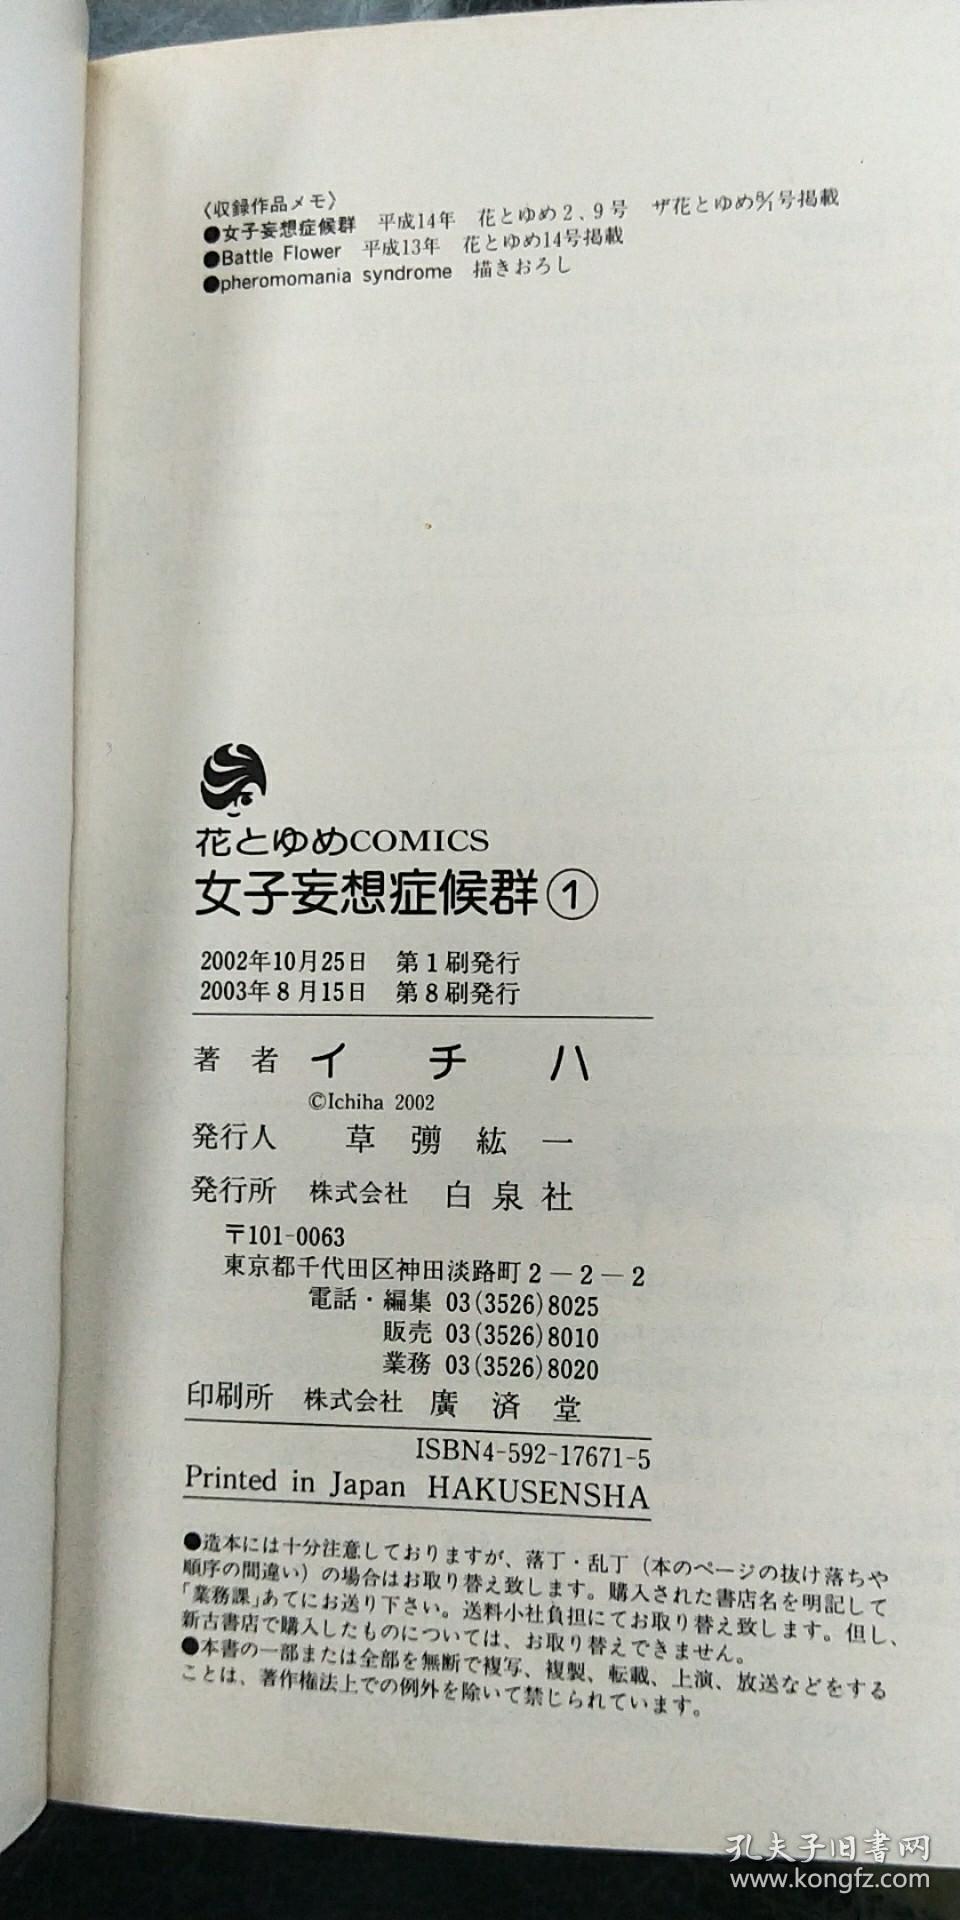 〈収録作品メモ〉
●女子妄想症候群 平成14年 花とゆめ2、9号 ザ花とゆめ8/1号掲載
●Battle Flower 平成13年 花とゆめ14号掲載
●pheromomania syndrome 描きおろし
花とゆめCOMICS
女子妄想症候群①
2002年10月25日 第1刷発行
2003年8月15日 第8刷発行
著者 イチハ
©Ichiha 2002
発行人 草彅紘一
発行所 株式会社 白泉社
〒101-0063
東京都千代田区神田淡路町2-2-2
電話・編集 03(3526)8025
販売 03(3526)8010
業務 03(3526)8020
印刷所 株式会社 廣済堂
ISBN4-592-17671-5
Printed in Japan HAKUSENSHA
●造本には十分注意しておりますが、落丁・乱丁（本のページの抜け落ちや
順序の間違い）の場合はお取り替え致します。購入された書店名を明記して
「業務課」あてにお送り下さい。送料小社負担にてお取り替え致します。但し、
新古書店で購入したものについては、お取り替えできません。
●本書の一部または全部を無断で複写、複製、転載、上演、放送などをする
ことは、著作権法上での例外を除いて禁じられています。
孔夫子旧书网
www.kongfz.com